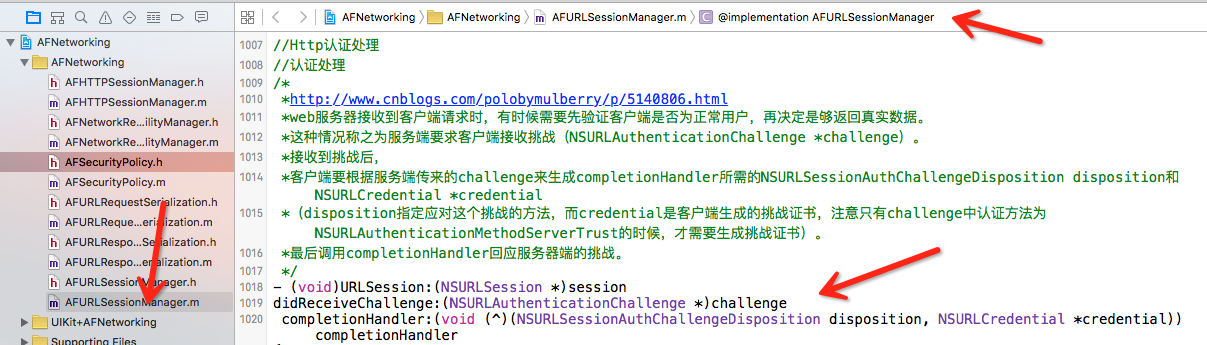 AFNetworking
AFNetworking
AFHTTPSessionManager.h
AFHTTPSessionManager.m
AFNetworkRe...ilityManager.h
AFNetworkRe...ilityManager.m
AFSecurityPolicy.h
AFSecurityPolicy.m
AFURLRequestSerialization.h
AFURLReque...erialization.m
AFURLRespo...Serialization.h
AFURLRespo...erialization.m
AFURLSessionManager.h
AFURLSessionManager.m
UIKit+AFNetworking
Supporting Files
AFNetworking AFNetworking AFURLSessionManager.m @implementation AFURLSessionManager
1007 //Http认证处理
1008 //认证处理
1009 /*
1010 *http://www.cnblogs.com/polobymulberry/p/5140806.html
1011 *web服务器接收到客户端请求时，有时候需要先验证客户端是否为正常用户，再决定是够返回真实数据。
1012 *这种情况称之为服务端要求客户端接收挑战（NSURLAuthenticationChallenge *challenge）。
1013 *接收到挑战后，
1014 *客户端要根据服务端传来的challenge来生成completionHandler所需的NSURLSessionAuthChallengeDisposition disposition和
NSURLCredential *credential
1015 *（disposition指定应对这个挑战的方法，而credential是客户端生成的挑战证书，注意只有challenge中认证方法为
NSURLAuthenticationMethodServerTrust的时候，才需要生成挑战证书）。
1016 *最后调用completionHandler回应服务器端的挑战。
1017 */
1018 - (void)URLSession:(NSURLSession *)session
1019 didReceiveChallenge:(NSURLAuthenticationChallenge *)challenge
1020 completionHandler:(void (^)(NSURLSessionAuthChallengeDisposition disposition, NSURLCredential *credential))
completionHandler